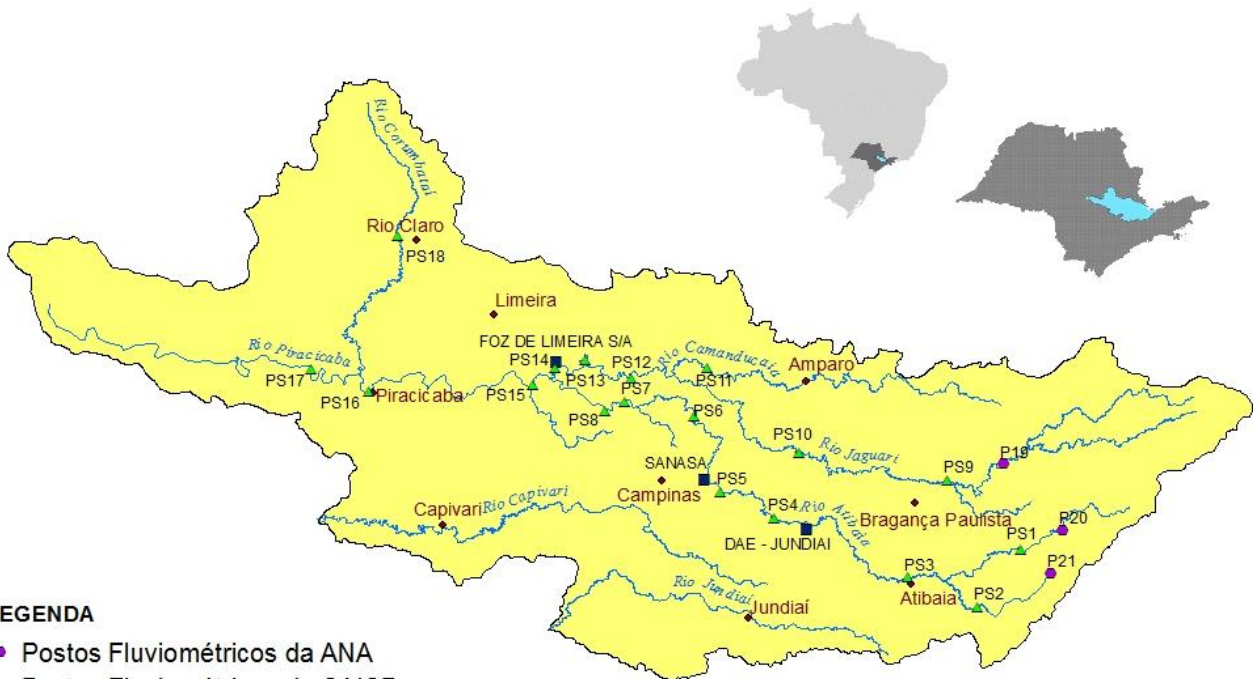 Rio Corumbataí
Rio Claro
PS18
Limeira
FOZ DE LIMEIRA S/A
Rio Piracicaba
PS17
PS16
Piracicaba
PS15
PS14
PS13
PS12
PS7
PS8
Rio Camanducaia
PS11
Amparo
PS6
PS10
Rio Jaguari
PS9
P19
SANASA
PS5
Campinas
Capivari
Rio Capivari
PS4
Rio Atibaia
DAE - JUNDIAI
Bragança Paulista
P20
PS1
P21
PS3
Atibaia
PS2
Rio Jundiaí
Jundiaí
EGENDA
Postos Fluviométricos da ANA